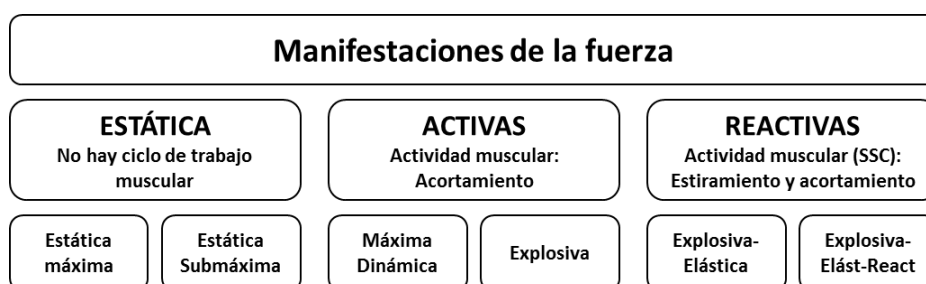 Manifestaciones de la fuerza
ESTÁTICA
No hay ciclo de trabajo
muscular
ACTIVAS
Actividad muscular:
Acortamiento
REACTIVAS
Actividad muscular (SSC):
Estiramiento y acortamiento
Estática
máxima
Estática
Submáxima
Máxima
Dinámica
Explosiva
Explosiva-
Elástica
Explosiva-
Elást-React